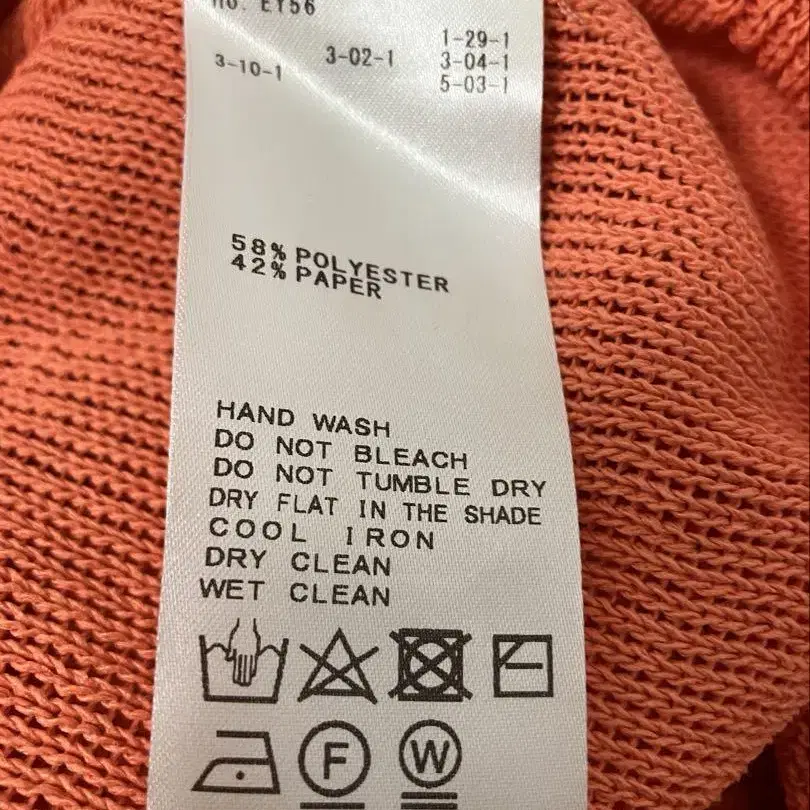 no. EY56
1-29-1
3-10-1 3-02-1 3-04-1
5-03-1
58% POLYESTER
42% PAPER
HAND WASH
DO NOT BLEACH
DO NOT TUMBLE DRY
DRY FLAT IN THE SHADE
COOL IRON
DRY CLEAN
WET CLEAN
F W